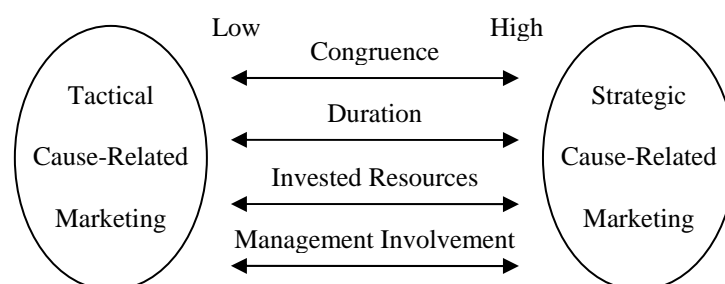 Low High
Congruence
Tactical
Cause-Related
Marketing
Duration
Invested Resources
Management Involvement
Strategic
Cause-Related
Marketing